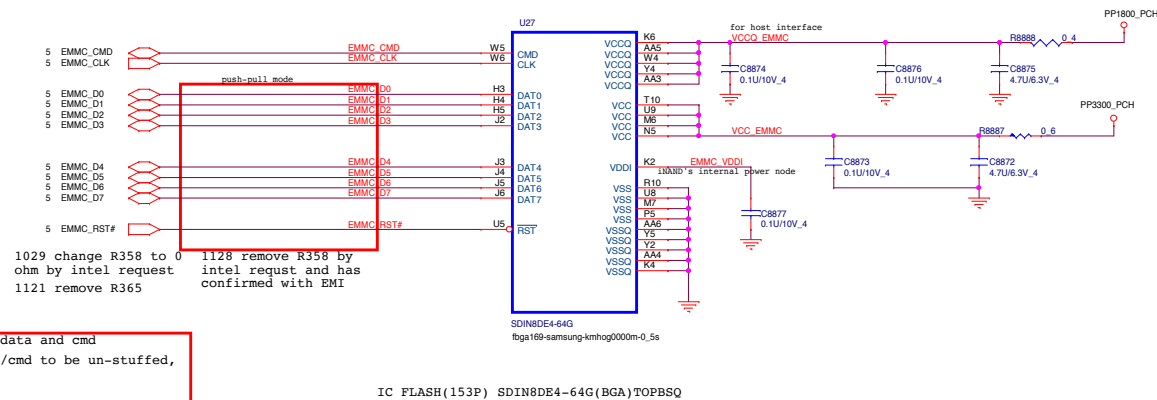 U27
PP1800_PCH
for host interface
5 EMMC_CMD EMMC_CMD W5 CMD
5 EMMC_CLK EMMC_CLK W6 CLK
push-pull mode
5 EMMC_D0 EMMC_D0 H3 DAT0
5 EMMC_D1 EMMC_D1 H4 DAT1
5 EMMC_D2 EMMC_D2 H5 DAT2
5 EMMC_D3 EMMC_D3 J2 DAT3
5 EMMC_D4 EMMC_D4 J3 DAT4
5 EMMC_D5 EMMC_D5 J4 DAT5
5 EMMC_D6 EMMC_D6 J5 DAT6
5 EMMC_D7 EMMC_D7 J6 DAT7
5 EMMC_RST# EMMC_RST# U5 RST
VCCQ K6 VCCQ_EMMC R8888 0_4
VCCQ AA5
VCCQ W4
VCCQ Y4
VCCQ AA3
C8874
0.1U/10V_4
C8876
0.1U/10V_4
C8875
4.7U/6.3V_4
PP3300_PCH
VCC T10
VCC U9
VCC M6
VCC N5 VCC_EMMC R8887 0_6
C8873
0.1U/10V_4
C8872
4.7U/6.3V_4
VDDI K2 EMMC_VDDI
iNAND's internal power node
C8877
0.1U/10V_4
VSS R10
VSS U8
VSS M7
VSS P5
VSSQ AA6
VSSQ Y5
VSSQ Y2
VSSQ AA4
VSSQ K4
1029 change R358 to 0
ohm by intel request
1121 remove R365
1128 remove R358 by
intel requst and has
confirmed with EMI
SDIN8DE4-64G
fbga169-samsung-kmhog0000m-0_5s
data and cmd
/cmd to be un-stuffed,
IC FLASH(153P) SDIN8DE4-64G(BGA)TOPBSQ